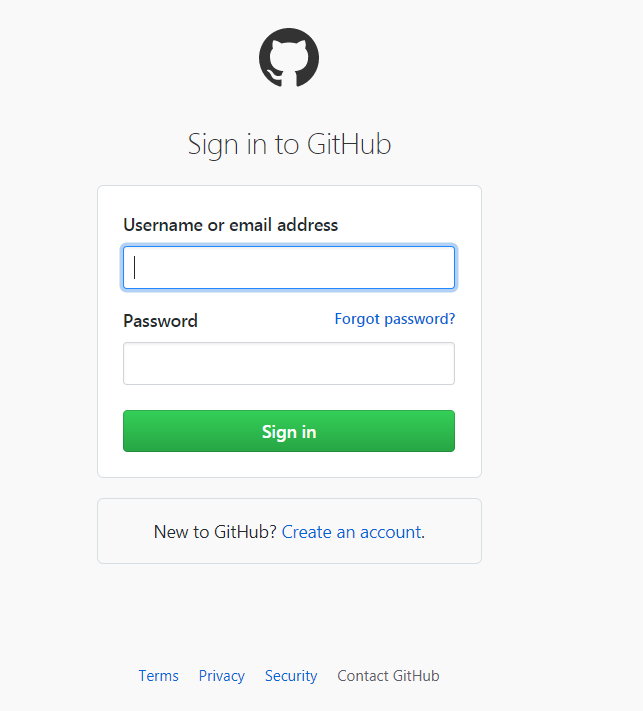 Sign in to GitHub
Username or email address
Password Forgot password?
Sign in
New to GitHub? Create an account.
Terms Privacy Security Contact GitHub